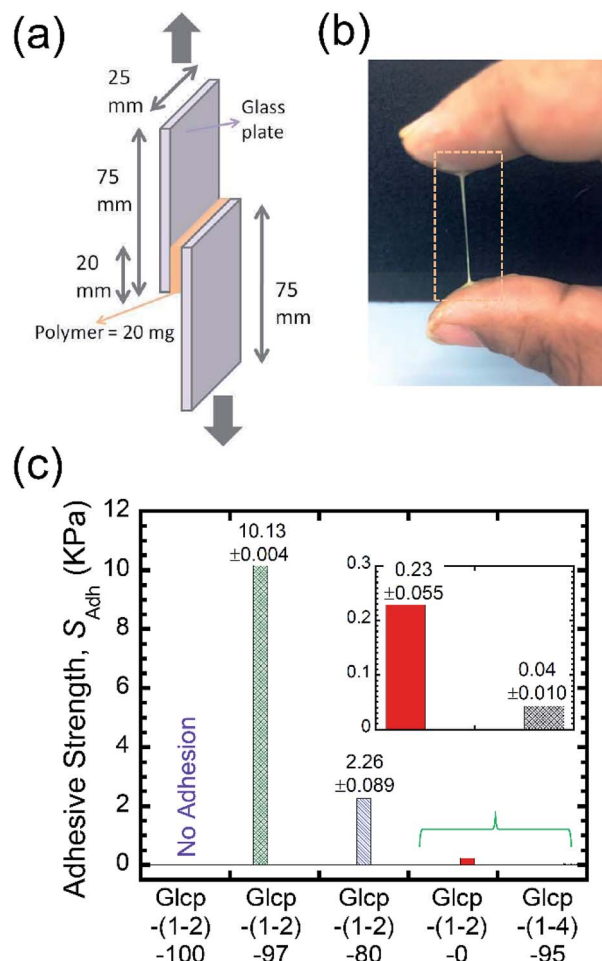 (a)
25
mm
Glass
plate
75
mm
20
mm
75
mm
Polymer = 20 mg
(b)
(c)
Adhesive Strength, S_Adh (KPa)
12
10
8
6
4
2
0
No Adhesion
10.13
±0.004
2.26
±0.089
0.3
0.2
0.1
0
0.23
±0.055
0.04
±0.010
Glcp
-(1-2)
-100
Glcp
-(1-2)
-97
Glcp
-(1-2)
-80
Glcp
-(1-2)
-0
Glcp
-(1-4)
-95